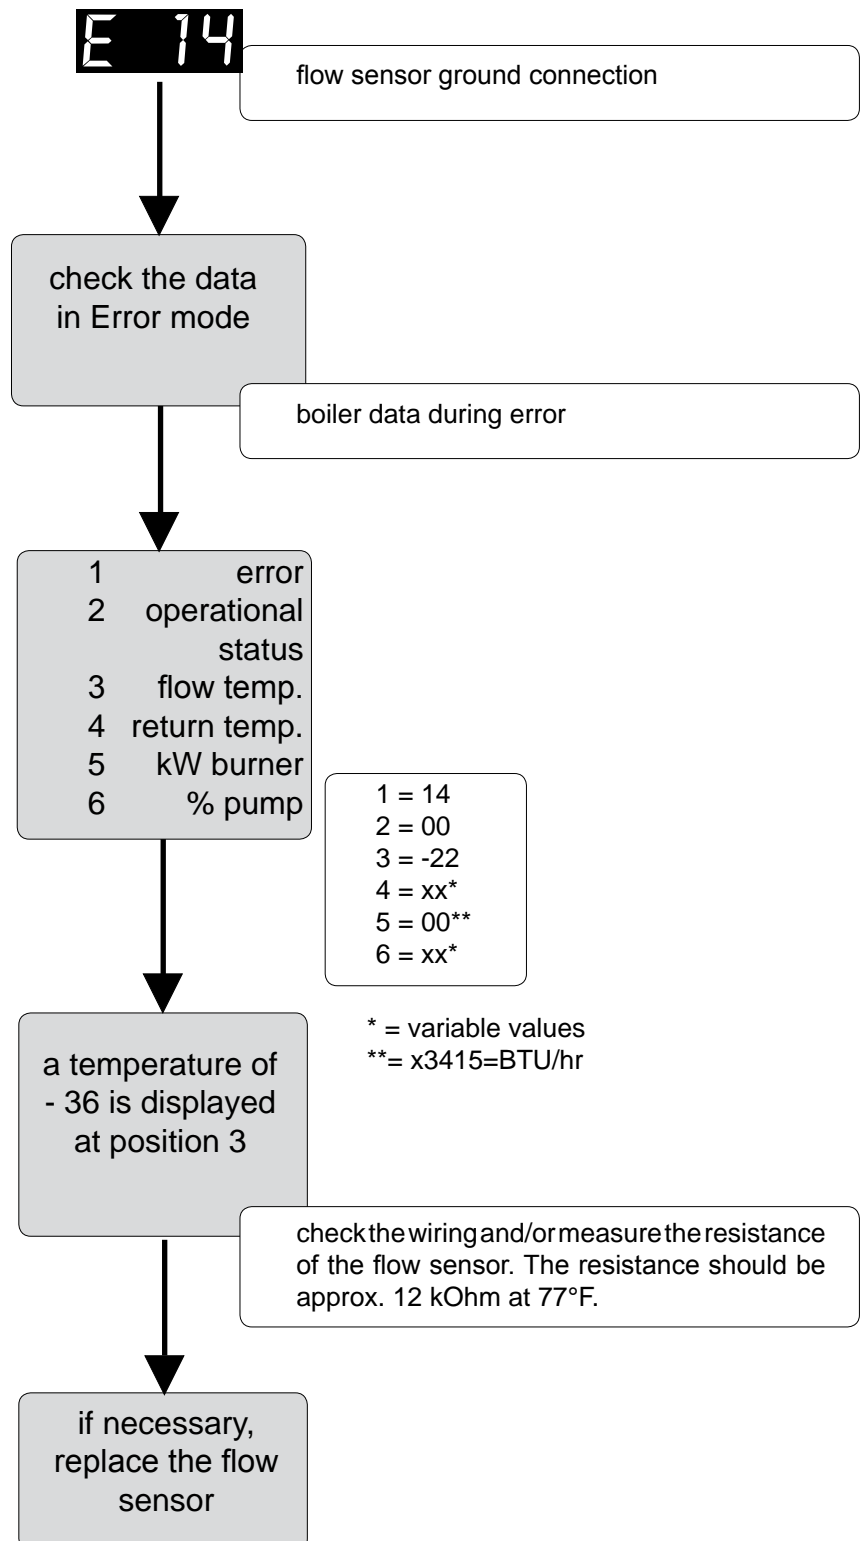 E 14
flow sensor ground connection
check the data
in Error mode
boiler data during error
1 error
2 operational
status
3 flow temp.
4 return temp.
5 kW burner
6 % pump
1 = 14
2 = 00
3 = -22
4 = xx*
5 = 00**
6 = xx*
* = variable values
**= x3415=BTU/hr
a temperature of
- 36 is displayed
at position 3
check the wiring and/or measure the resistance
of the flow sensor. The resistance should be
approx. 12 kOhm at 77°F.
if necessary,
replace the flow
sensor